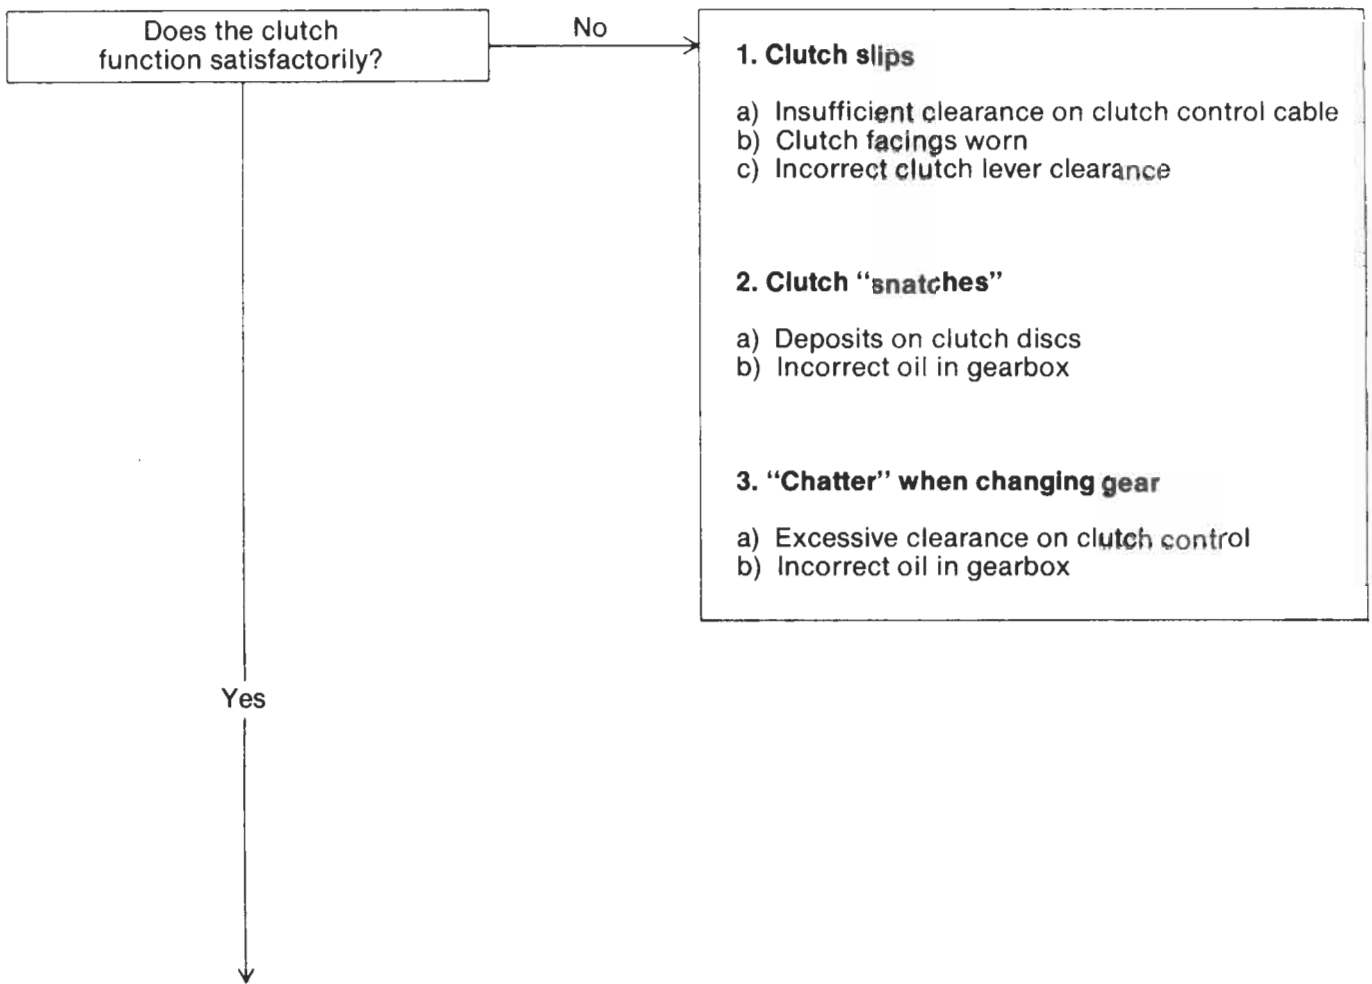 Does the clutch
function satisfactorily?
No
1. Clutch slips
a) Insufficient clearance on clutch control cable
b) Clutch facings worn
c) Incorrect clutch lever clearance
2. Clutch “snatches”
a) Deposits on clutch discs
b) Incorrect oil in gearbox
3. “Chatter” when changing gear
a) Excessive clearance on clutch control
b) Incorrect oil in gearbox
Yes